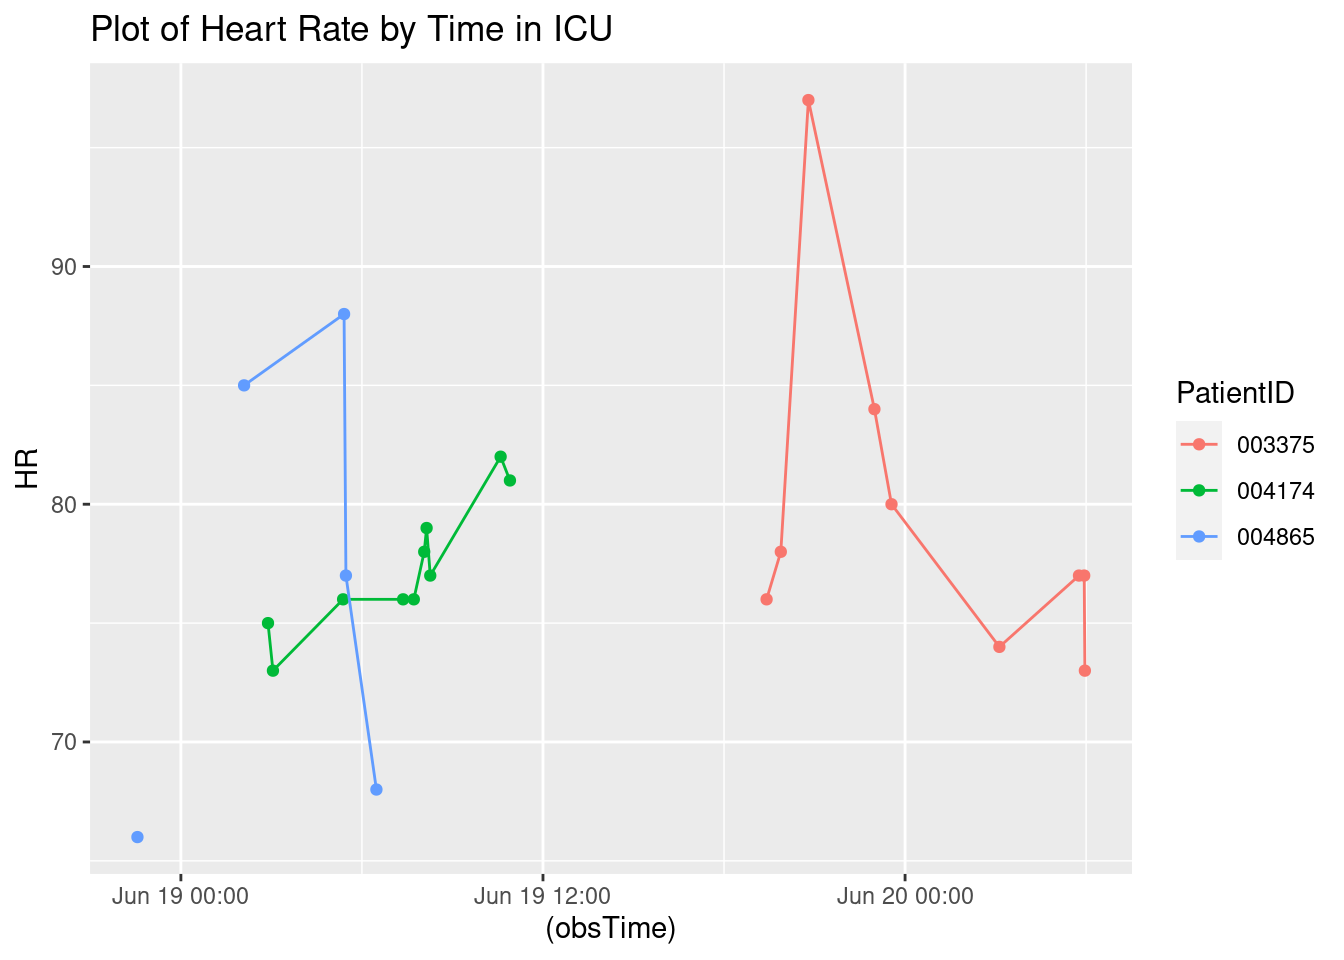 Plot of Heart Rate by Time in ICU
90
80
70
HR
Jun 19 00:00
Jun 19 12:00
Jun 20 00:00
(obsTime)
PatientID
003375
004174
004865